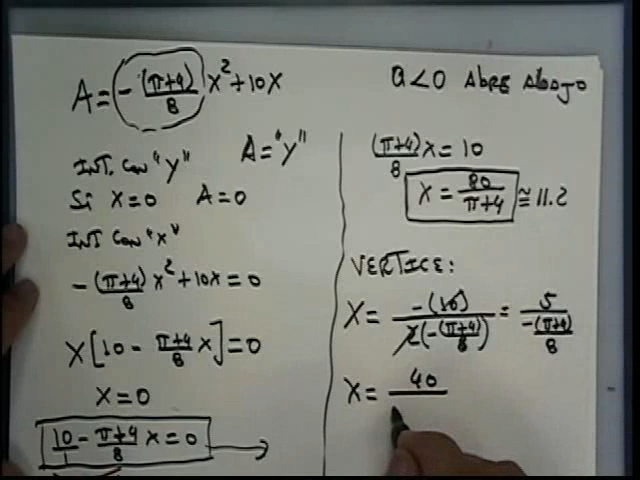 A = -(π+4)/8 x² + 10x
a<0 Abre Abajo
INT. con "y" A = "y"
Si x=0 A=0
INT con "x"
-(π+4)/8 x² + 10x = 0
x[10 - π+4/8 x] = 0
x=0
10/1 - π+4/8 x = 0 →
(π+4)/8 x = 10
x = 80/π+4 ≅ 11.2
VERTICE:
x = -(10)/2(-(π+4)/8) = 5/-(π+4)/8
x = 40/